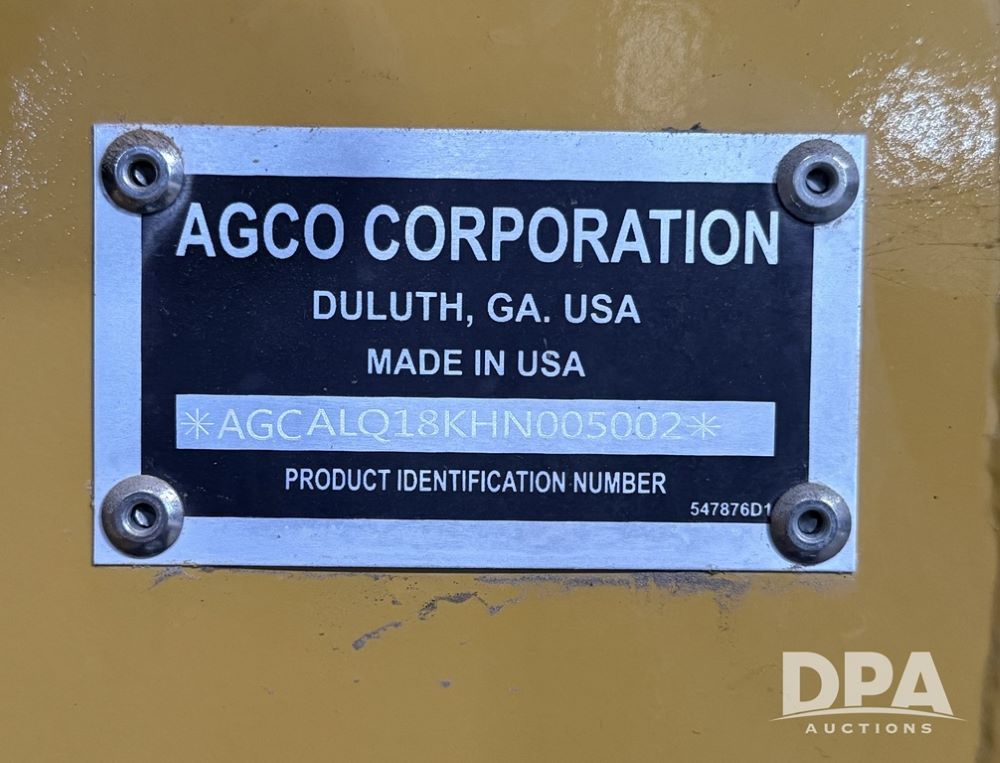 AGCO CORPORATION
DULUTH, GA. USA
MADE IN USA
*AGCALQ18KHN005002*
PRODUCT IDENTIFICATION NUMBER
547876D1
DPA
AUCTIONS